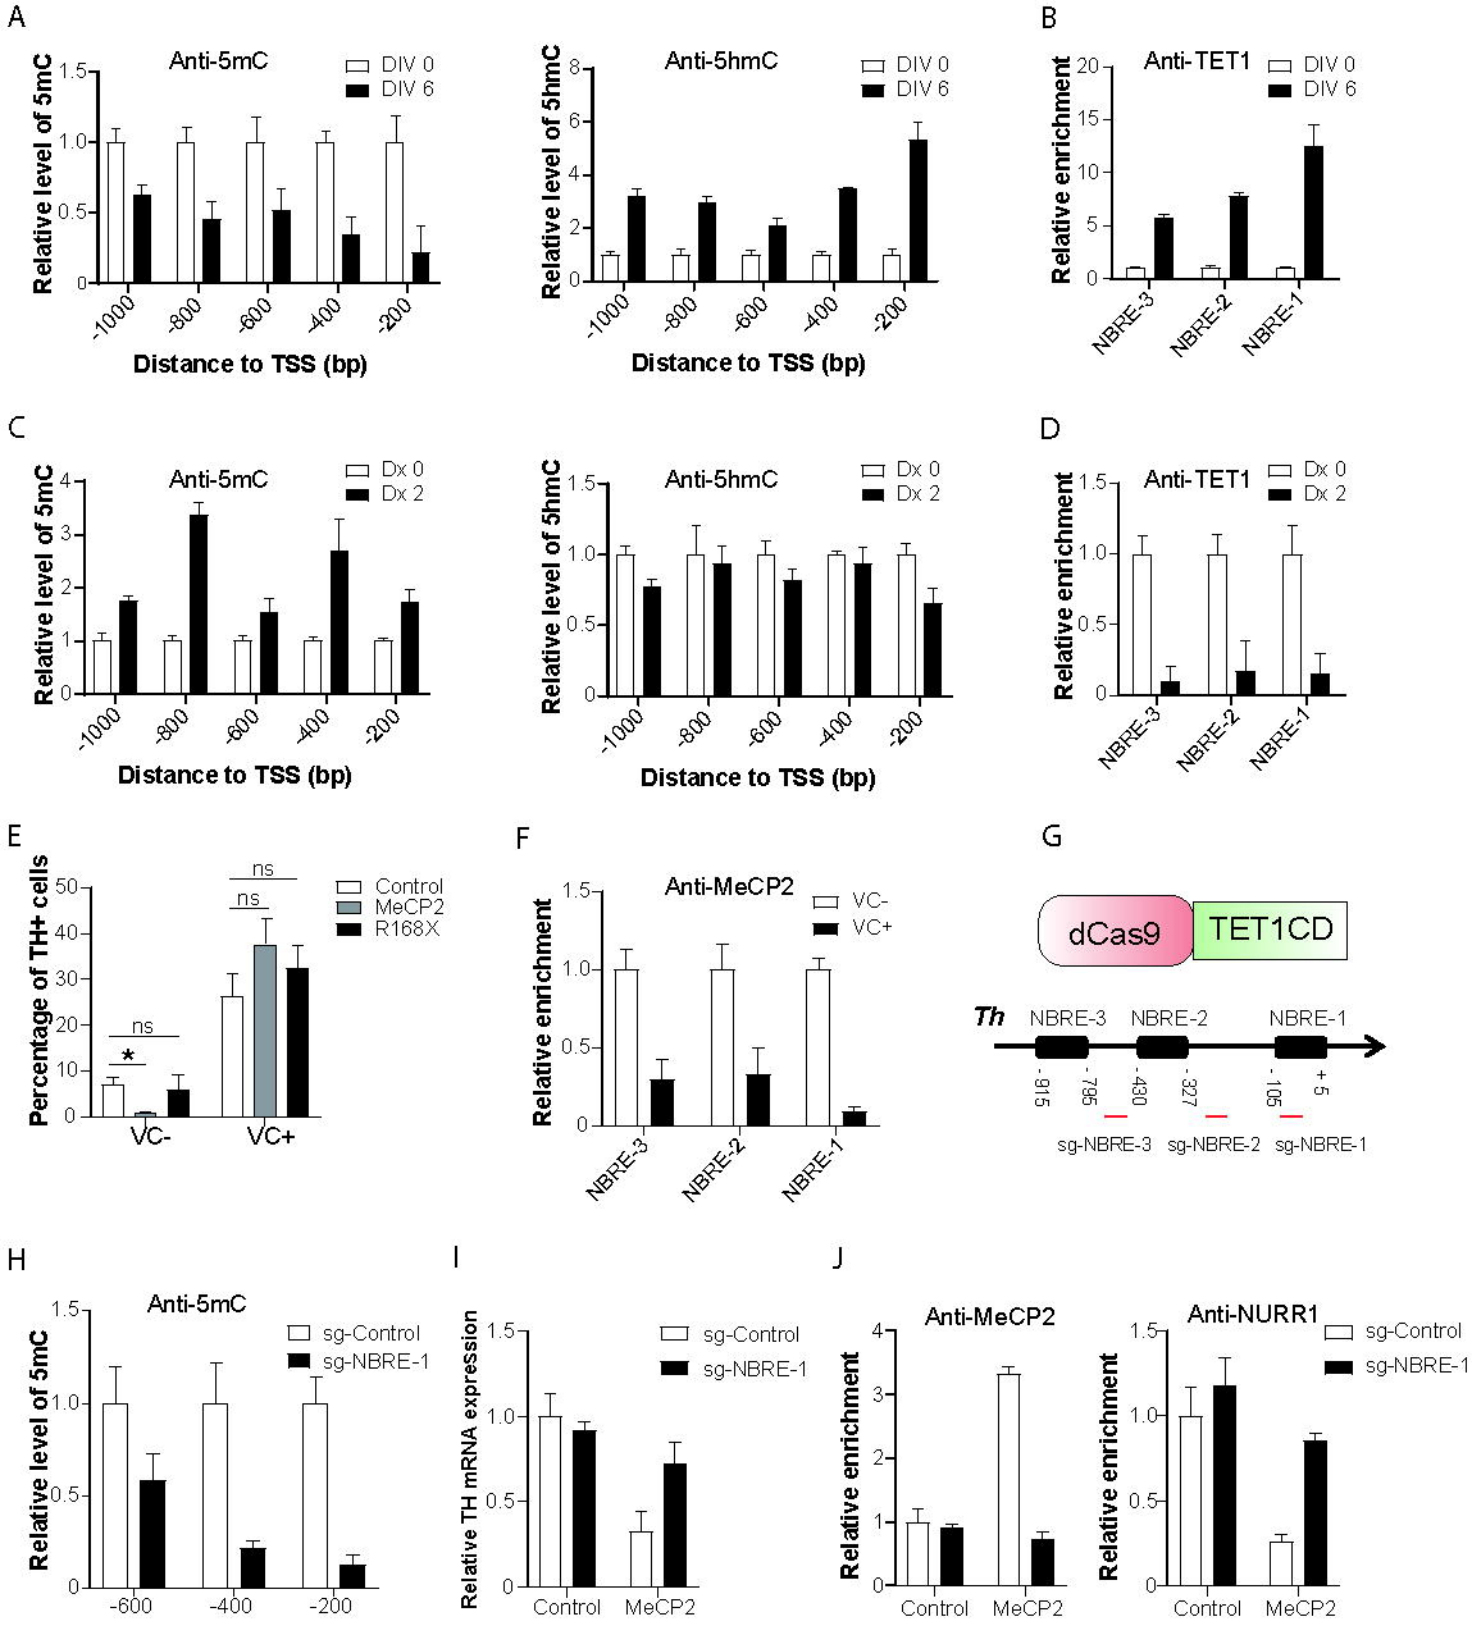 A
Anti-5mC
DIV 0
DIV 6
Relative level of 5mC
1.5
1.0
0.5
0
-1000
-800
-600
-400
-200
Distance to TSS (bp)
Anti-5hmC
DIV 0
DIV 6
Relative level of 5hmC
8
6
4
2
0
-1000
-800
-600
-400
-200
Distance to TSS (bp)
B
Anti-TET1
DIV 0
DIV 6
Relative enrichment
20
15
10
5
0
NBRE-3
NBRE-2
NBRE-1
C
Anti-5mC
Dx 0
Dx 2
Relative level of 5mC
4
3
2
1
0
-1000
-800
-600
-400
-200
Distance to TSS (bp)
Anti-5hmC
Dx 0
Dx 2
Relative level of 5hmC
1.5
1.0
0.5
0
-1000
-800
-600
-400
-200
Distance to TSS (bp)
D
Anti-TET1
Dx 0
Dx 2
Relative enrichment
1.5
1.0
0.5
0
NBRE-3
NBRE-2
NBRE-1
E
Percentage of TH+ cells
50
40
30
20
10
0
ns
*
ns
ns
Control
MeCP2
R168X
VC-
VC+
F
Anti-MeCP2
VC-
VC+
Relative enrichment
1.5
1.0
0.5
0
NBRE-3
NBRE-2
NBRE-1
G
dCas9
TET1CD
Th
NBRE-3
NBRE-2
NBRE-1
-915
-795
-430
-327
-105
+5
sg-NBRE-3
sg-NBRE-2
sg-NBRE-1
H
Anti-5mC
sg-Control
sg-NBRE-1
Relative level of 5mC
1.5
1.0
0.5
0
-600
-400
-200
I
sg-Control
sg-NBRE-1
Relative TH mRNA expression
1.5
1.0
0.5
0
Control
MeCP2
J
Anti-MeCP2
Relative enrichment
4
3
2
1
0
Control
MeCP2
Anti-NURR1
sg-Control
sg-NBRE-1
Relative enrichment
1.5
1.0
0.5
0
Control
MeCP2